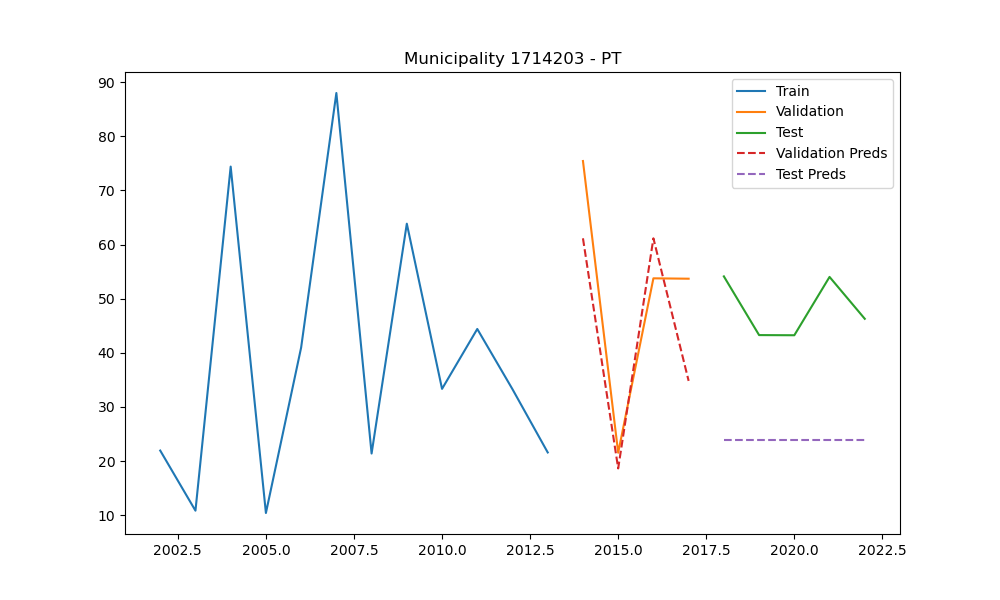 Municipality 1714203 - PT
90
80
70
60
50
40
30
20
10
2002.5 2005.0 2007.5 2010.0 2012.5 2015.0 2017.5 2020.0 2022.5
Train
Validation
Test
Validation Preds
Test Preds